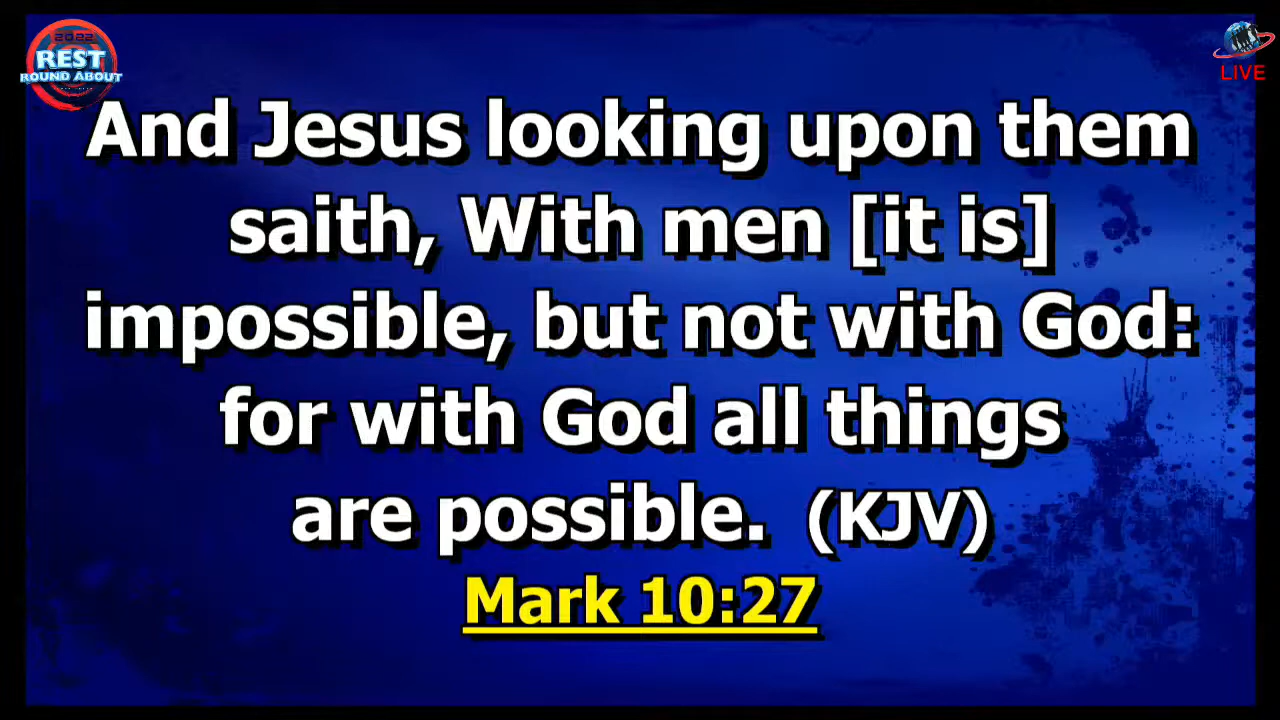 2022
REST
ROUND ABOUT
LIVE
And Jesus looking upon them
saith, With men [it is]
impossible, but not with God:
for with God all things
are possible. (KJV)
Mark 10:27